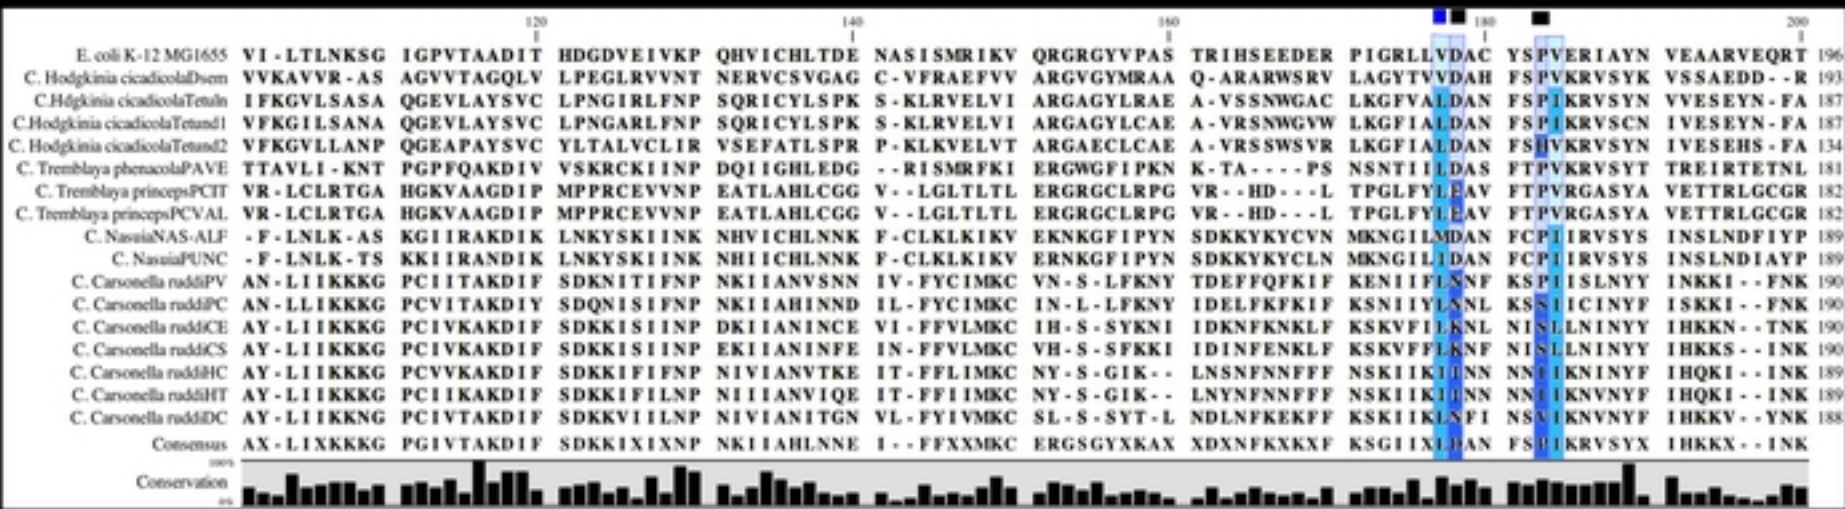 120 140 160 180 200
E. coli K-12 MG1655 VI-LTLNKSG IGPVTAADIT HDGDVEIVKP QHVICHLTDE NASISMRIKV QRGRGYVPAS TRIHSEEDER PIGRLLVDAC YSPVERIAYN VEAARVEQRT 196
C. Hodgkinia cicadicolaDsem VVKAVVR-AS AGVVTAGQLV LPEGLRVVNT NERVCSVGAG C-VFRAEFVV ARGVGYMRAA Q-ARARWSRV LAGYTVVDAH FSPVKRVSYK VSSAEDD--R 193
C.Hdgkinia cicadicolaTetuln IFKGVLSASA QGEVLAYSVC LPNGIRLFNP SQRICYLSPK S-KLRVELVI ARGAGYLRAE A-VSSNWGAC LKGFVALDAN FSPIKRVSYN VVESEYN-FA 187
C.Hodgkinia cicadicolaTetund1 VFKGILSANA QGEVLAYSVC LPNGARLFNP SQRICYLSPK S-KLRVELVI ARGAGYLCAE A-VRSNWGVW LKGFIALDAN FSPIKRVSCN IVESEYN-FA 187
C. Hodgkinia cicadicolaTetund2 VFKGVLLANP QGEAPAYSVC YLTALVCLIR VSEFATLSPR P-KLKVELVT ARGAECLCAE A-VRSSWSVR LKGFIALDAN FSHVKRVSYN IVESEHS-FA 134
C. Tremblaya phenacolaPAVE TTAVLI-KNT PGPFQAKDIV VSKRCKIINP DQIIGHLEDG --RISMRFKI ERGWGFIPKN K-TA----PS NSNTIILDAS FTPVKRVSYT TREIRTETNL 181
C. Tremblaya princepsPCIT VR-LCLRTGA HGKVAAGDIP MPPRCEVVNP EATLAHLCGG V--LGLTLTL ERGRGCLRPG VR--HD---L TPGLFYLEAV FTPVRGASYA VETTRLGCGR 182
C. Tremblaya princepsPCVAL VR-LCLRTGA HGKVAAGDIP MPPRCEVVNP EATLAHLCGG V--LGLTLTL ERGRGCLRPG VR--HD---L TPGLFYLEAV FTPVRGASYA VETTRLGCGR 182
C. NasuiaNAS-ALF -F-LNLK-AS KGIIRAKDIK LNKYSKIINK NHVICHLNNK F-CLKLKIKV EKNKGFIPYN SDKKYKYCVN MKNGILMDAN FCPIIRVSYS INSLNDFIYP 189
C. NasuiaPUNC -F-LNLK-TS KKIIRANDIK LNKYSKIINK NHIICHLNNK F-CLKLKIKV ERNKGFIPYN SDKKYKYCLN MKNGILIDAN FCPIIRVSYS INSLNDIAYP 189
C. Carsonella ruddiPV AN-LIIKKKG PCIITAKDIF SDKNITIFNP NKIIANVSNN IV-FYCIMKC VN-S-LFKNY TDEFFQFKIF KENIIFLNNF KSPIISLNYY INKKI--FNK 190
C. Carsonella ruddiPC AN-LLIKKKG PCVITAKDIY SDQNISIFNP NKIIAHINND IL-FYCIMKC IN-L-LFKNY IDELFKFKIF KSNIIYLNNL KSNIICINYF ISKKI--FNK 190
C. Carsonella ruddiCE AY-LIIKKKG PCIVKAKDIF SDKKISIINP DKIIANINCE VI-FFVLMKC IH-S-SYKNI IDKNFKNKLF KSKVFILKNL NISLLNINYY IHKKN--TNK 190
C. Carsonella ruddiCS AY-LIIKKKG PCIVKAKDIF SDKKISIINP EKIIANINFE IN-FFVLMKC VH-S-SFKKI IDINFENKLF KSKVFFLKNF NISLLNINYY IHKKS--INK 190
C. Carsonella ruddiHC AY-LIIKKKG PCVVKAKDIF SDKKIFIFNP NIVIANVTKE IT-FFLIMKC NY-S-GIK-- LNSNFNNFFF NSKIIKIINN NNIIKNINYF IHQKI--INK 189
C. Carsonella ruddiHT AY-LIIKKKG PCIIKAKDIF SDKKIFILNP NIIIANVIQE IT-FFIIMKC NY-S-GIK-- LNYNFNNFFF NSKIIKIINN NNIIKNINYF IHQKI--INK 189
C. Carsonella ruddiDC AY-LIIKKNG PCIVTAKDIF SDKKVIILNP NIVIANITGN VL-FYIVMKC SL-S-SYT-L NDLNFKEKFF KSKIIKLNFI NSVIKNVNYF INKKV--YNK 188
Consensus AX-LIXKKKG PGIVTAKDIF SDKKIXIXNP NKIIAHLNNE I--FFXXMKC ERGSGYXKAX XDXNFKXKXF KSGIIXLDAN FSPIKRVSYX IHKKX--INK
100%
Conservation
0%